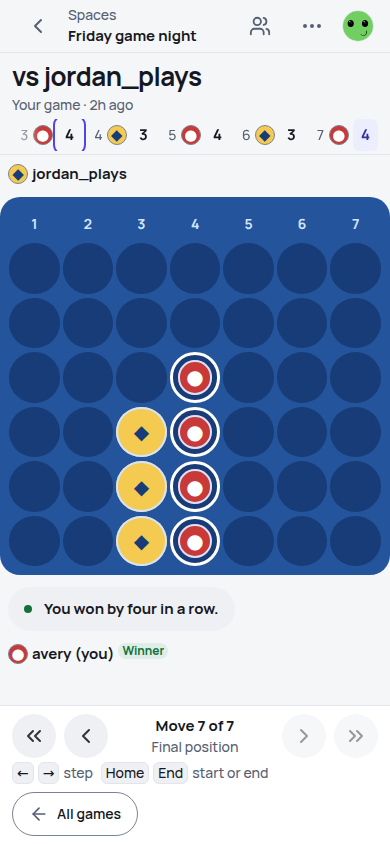 Spaces
Friday game night
vs jordan_plays
Your game · 2h ago
3 4 4 3 5 4 6 3 7 4
jordan_plays
1 2 3 4 5 6 7
You won by four in a row.
avery (you) Winner
Move 7 of 7
Final position
← → step Home End start or end
All games